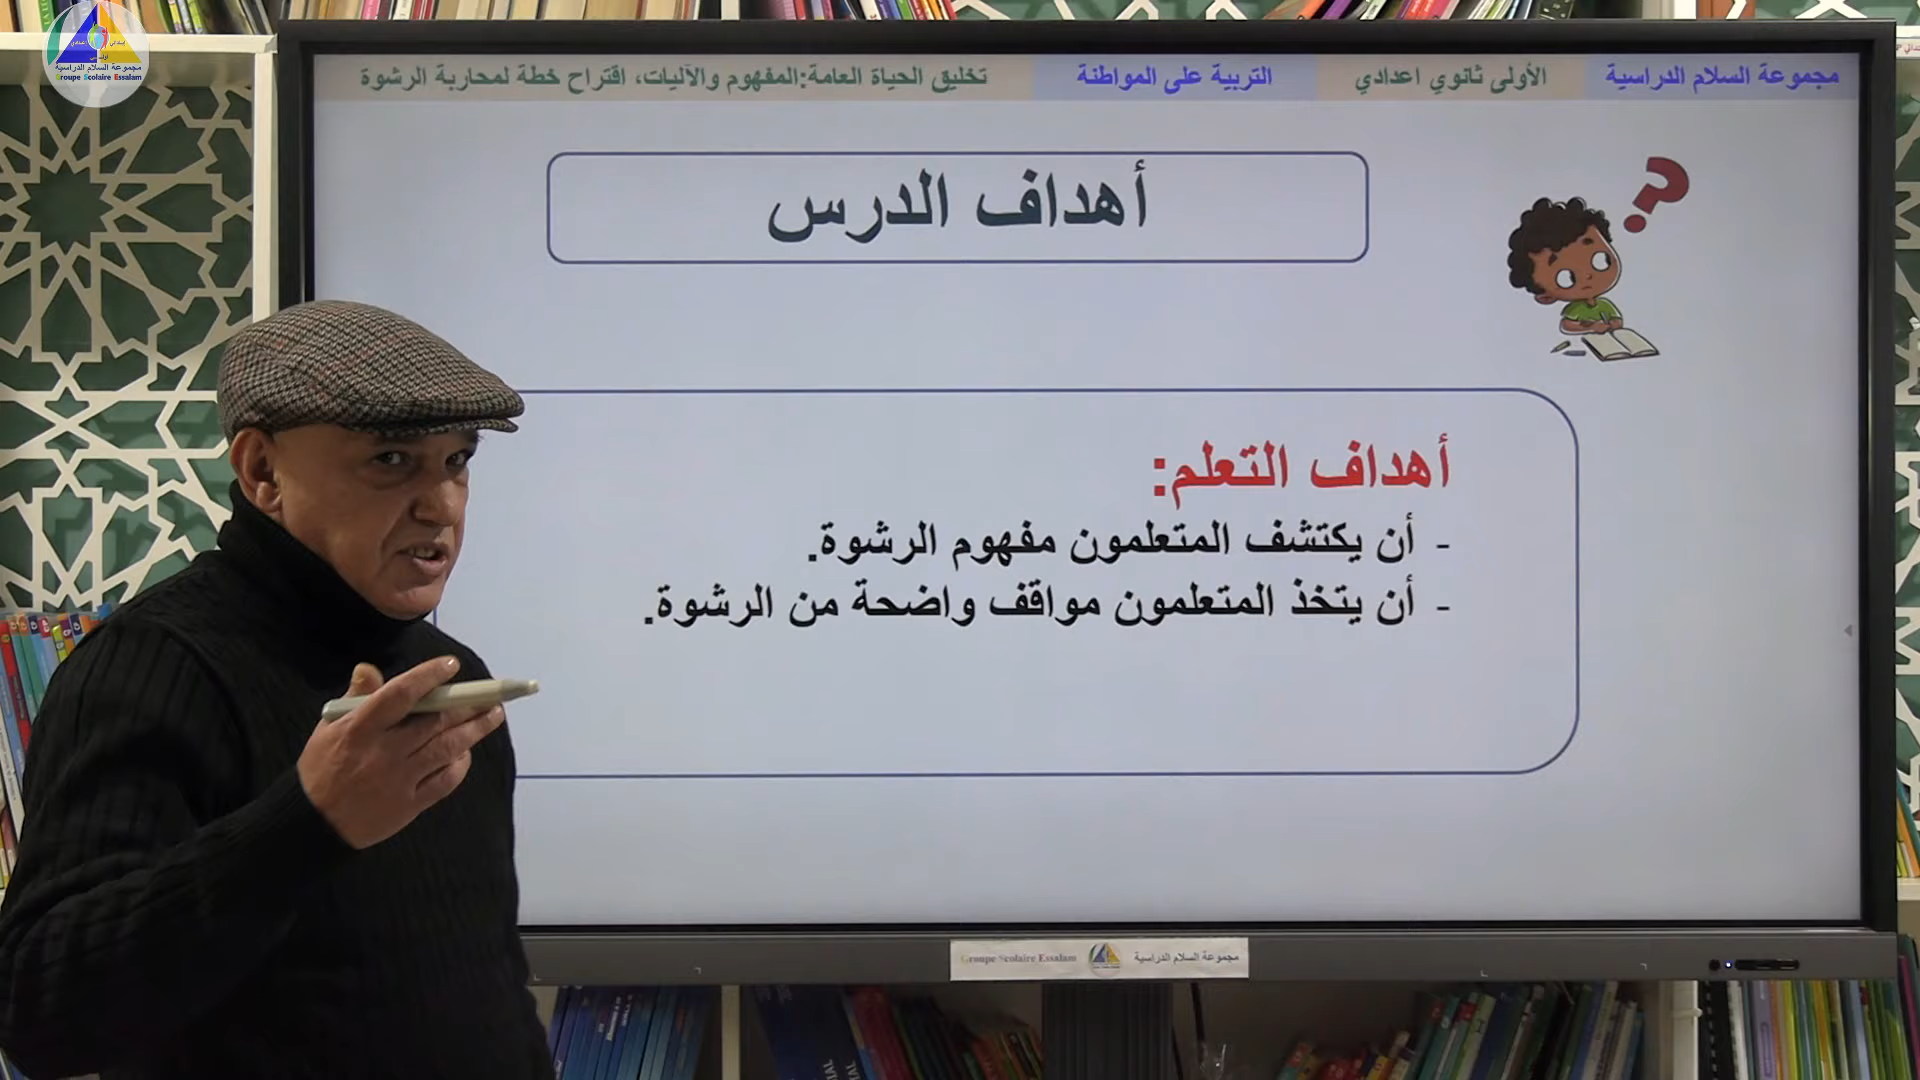 مجموعة السلام الدراسية
Groupe Scolaire Essalam
مجموعة السلام الدراسية
الأولى ثانوي اعدادي
التربية على المواطنة
تخليق الحياة العامة:المفهوم والآليات، اقتراح خطة لمحاربة الرشوة
أهداف الدرس
أهداف التعلم:
- أن يكتشف المتعلمون مفهوم الرشوة.
- أن يتخذ المتعلمون مواقف واضحة من الرشوة.
Groupe Scolaire Essalam
مجموعة السلام الدراسية